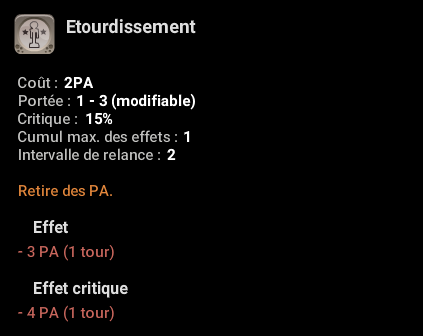 Etourdissement
Coût : 2PA
Portée : 1 - 3 (modifiable)
Critique : 15%
Cumul max. des effets : 1
Intervalle de relance : 2
Retire des PA.
Effet
- 3 PA (1 tour)
Effet critique
- 4 PA (1 tour)